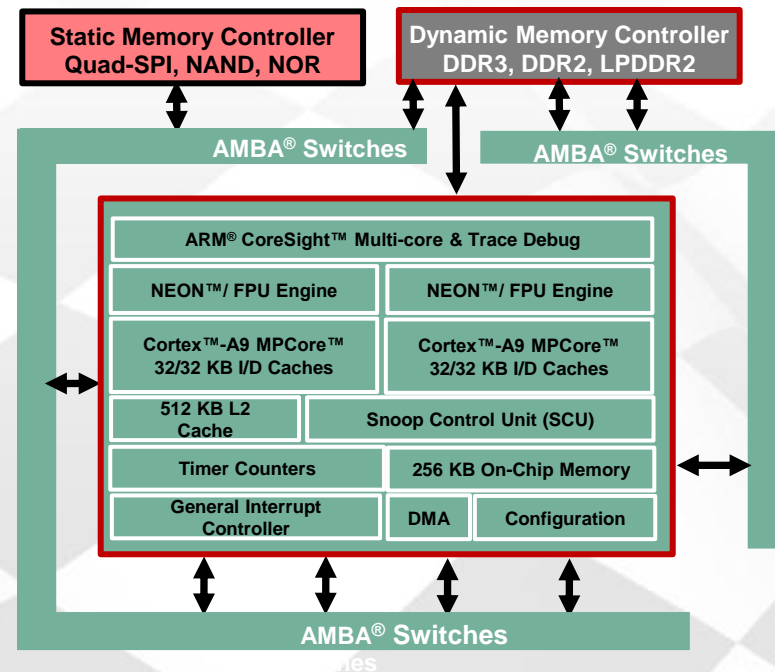 Static Memory Controller
Quad-SPI, NAND, NOR
Dynamic Memory Controller
DDR3, DDR2, LPDDR2
AMBA® Switches
AMBA® Switches
ARM® CoreSight™ Multi-core & Trace Debug
NEON™/ FPU Engine
NEON™/ FPU Engine
Cortex™-A9 MPCore™
32/32 KB I/D Caches
Cortex™-A9 MPCore™
32/32 KB I/D Caches
512 KB L2
Cache
Snoop Control Unit (SCU)
Timer Counters
256 KB On-Chip Memory
General Interrupt
Controller
DMA
Configuration
AMBA® Switches